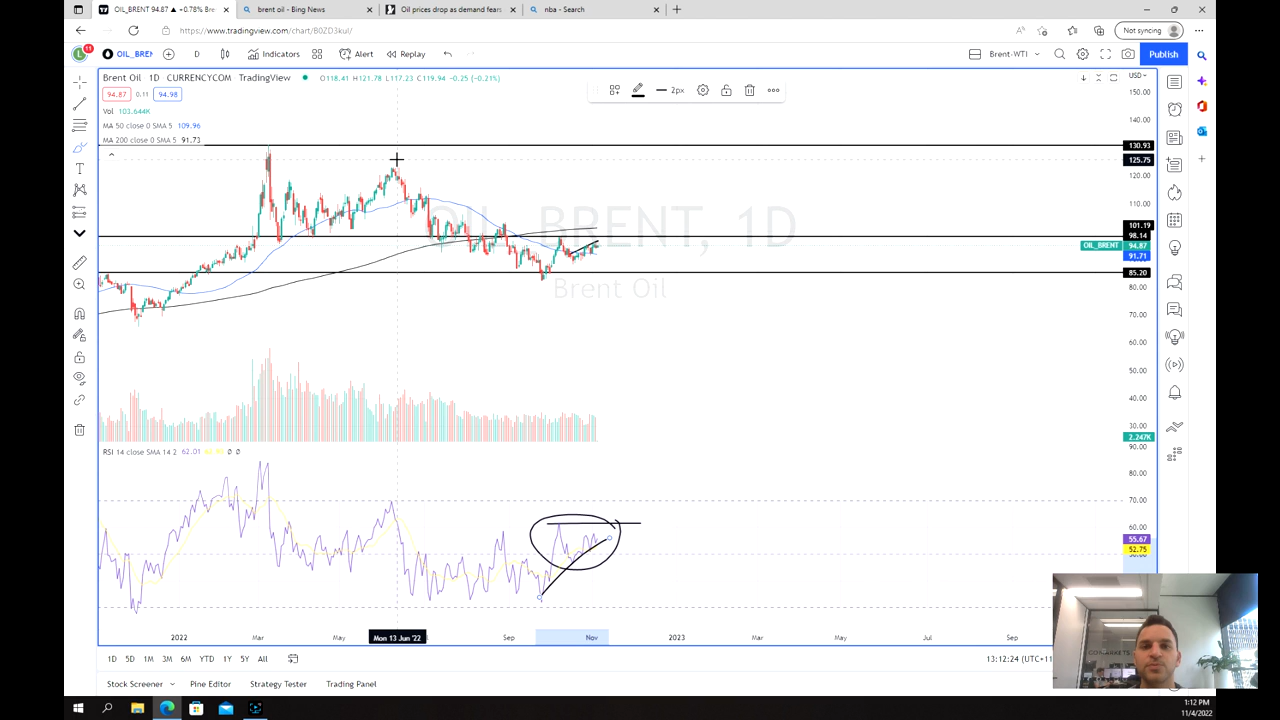 OIL_BRENT 94.87 ▲ +0.78% Bren
brent oil - Bing News
Oil prices drop as demand fears
nba - Search
https://www.tradingview.com/chart/B0ZD3kuI/
Not syncing
11
OIL_BREN
D
Indicators
Alert
Replay
Brent-WTI
Publish
Brent Oil 1D CURRENCYCOM TradingView
O118.41 H121.78 L117.23 C119.94 -0.25 (-0.21%)
USD
94.87 0.11 94.98
2px
Vol 103.644K
MA 50 close 0 SMA 5 109.96
MA 200 close 0 SMA 5 91.73
OIL_BRENT, 1D
Brent Oil
150.00
140.00
130.93
125.75
120.00
110.00
101.19
98.14
OIL_BRENT 94.87
91.71
85.20
80.00
70.00
60.00
50.00
40.00
30.00
2.247K
RSI 14 close SMA 14 2 62.01
90.00
80.00
70.00
60.00
55.67
52.75
2022
Mar
May
Mon 13 Jun '22
Sep
Nov
2023
Mar
May
Jul
Sep
1D 5D 1M 3M 6M YTD 1Y 5Y All
13:12:24 (UTC+11
Stock Screener
Pine Editor
Strategy Tester
Trading Panel
1:12 PM
11/4/2022